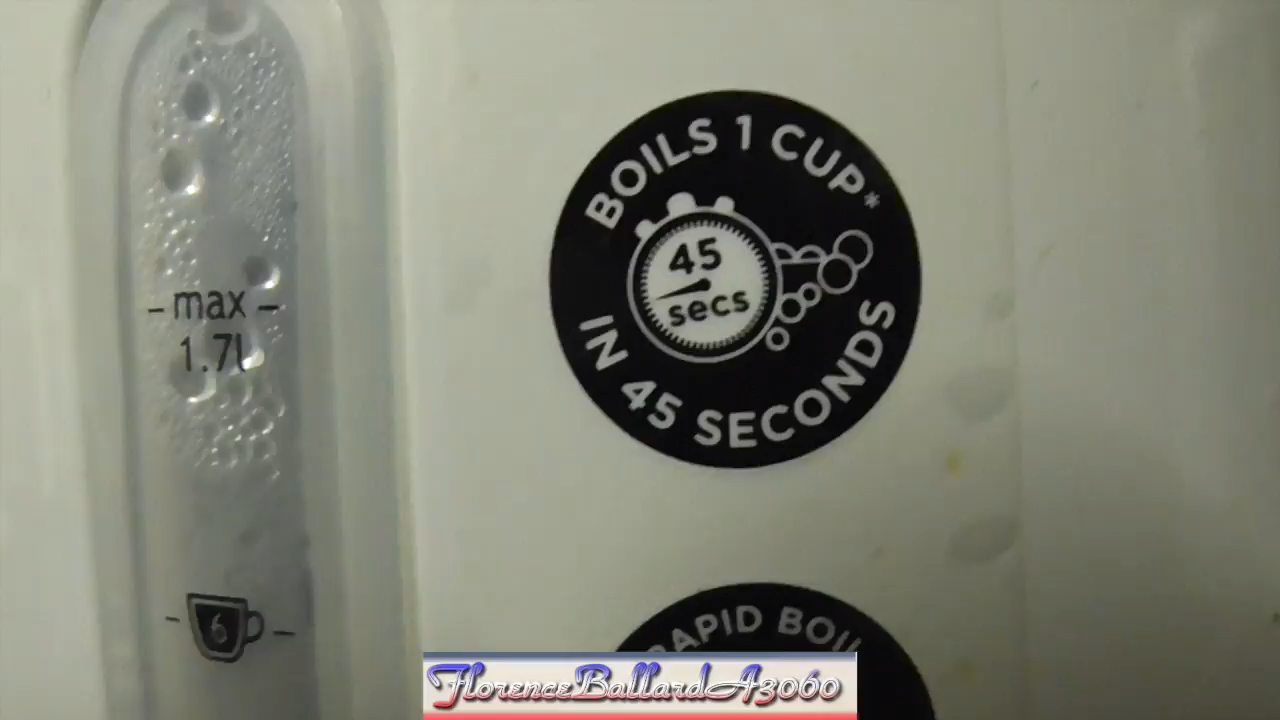 BOILS 1 CUP*
45
secs
IN 45 SECONDS
max
1.7l
6
RAPID BOIL
FlorenceBallardA3060